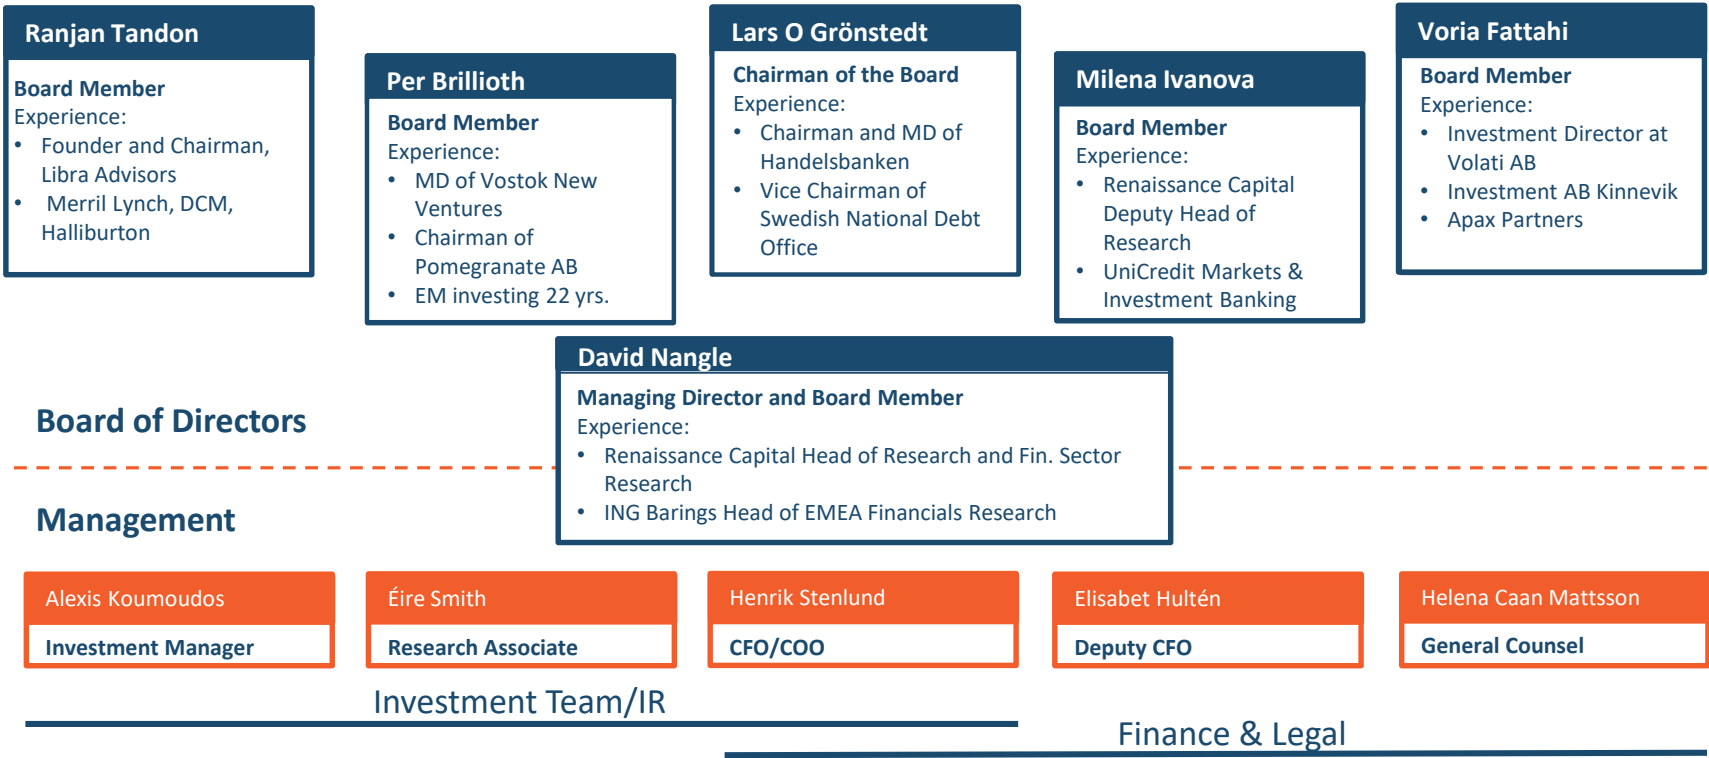 Ranjan Tandon
Board Member
Experience:
• Founder and Chairman,
Libra Advisors
• Merril Lynch, DCM,
Halliburton
Per Brillioth
Board Member
Experience:
• MD of Vostok New
Ventures
• Chairman of
Pomegranate AB
• EM investing 22 yrs.
Lars O Grönstedt
Chairman of the Board
Experience:
• Chairman and MD of
Handelsbanken
• Vice Chairman of
Swedish National Debt
Office
Milena Ivanova
Board Member
Experience:
• Renaissance Capital
Deputy Head of
Research
• UniCredit Markets &
Investment Banking
Voria Fattahi
Board Member
Experience:
• Investment Director at
Volati AB
• Investment AB Kinnevik
• Apax Partners
David Nangle
Managing Director and Board Member
Experience:
• Renaissance Capital Head of Research and Fin. Sector
Research
• ING Barings Head of EMEA Financials Research
Board of Directors
Management
Alexis Koumoudos
Investment Manager
Éire Smith
Research Associate
Henrik Stenlund
CFO/COO
Elisabet Hultén
Deputy CFO
Helena Caan Mattsson
General Counsel
Investment Team/IR
Finance & Legal